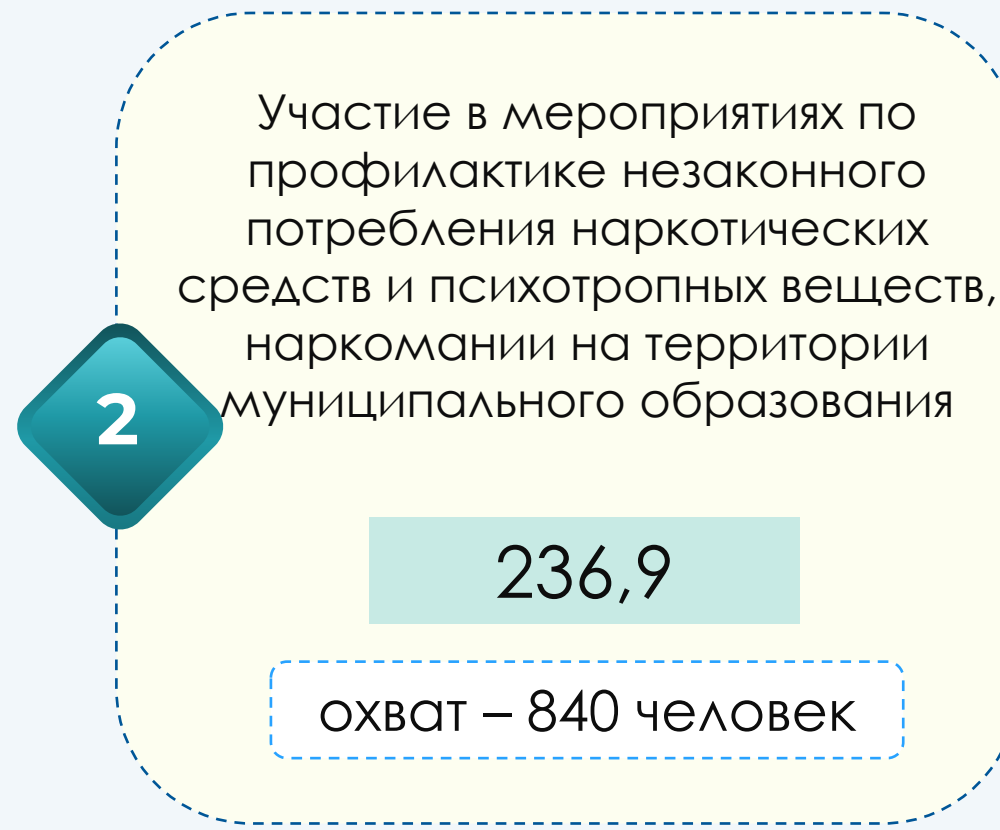 Участие в мероприятиях по
профилактике незаконного
потребления наркотических
средств и психотропных веществ,
наркомании на территории
муниципального образования
2
236,9
охват – 840 человек